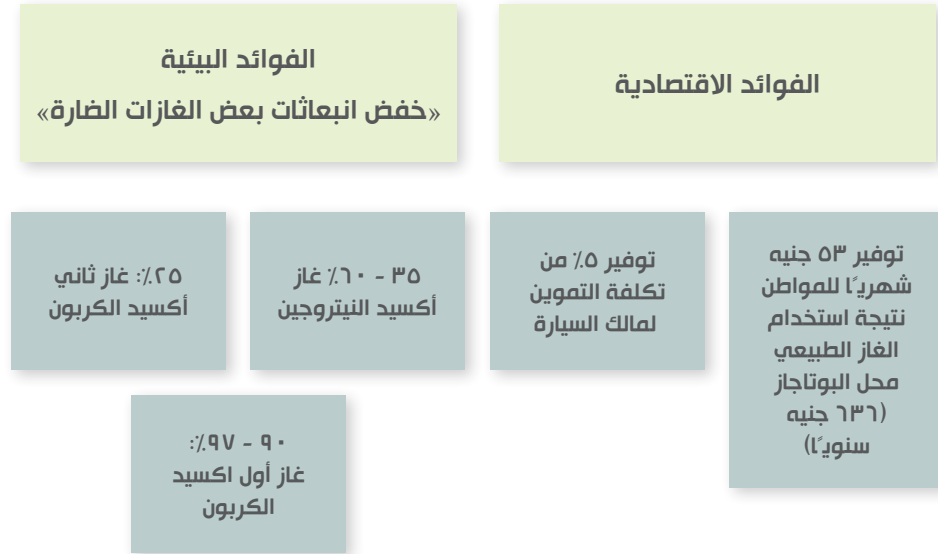 الفوائد الاقتصادية
الفوائد البيئية
«خفض انبعاثات بعض الغازات الضارة»
توفير ٥٣ جنيه
شهريًا للمواطن
نتيجة استخدام
الغاز الطبيعي
محل البوتاجاز
(٦٣٦ جنيه
سنويًا)
توفير ٥٪ من
تكلفة التموين
لمالك السيارة
٣٥ - ٦٠٪ غاز
أكسيد النيتروجين
٢٥٪: غاز ثاني
أكسيد الكربون
٩٠ - ٩٧٪:
غاز أول اكسيد
الكربون